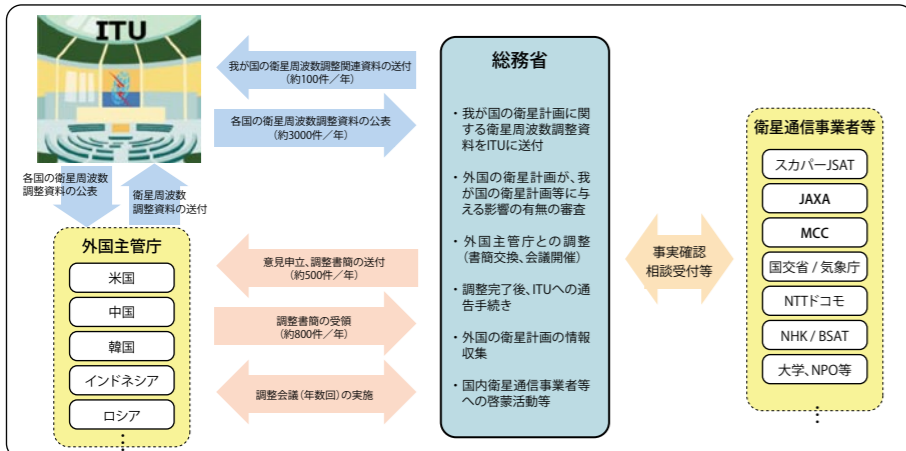 ITU
我が国の衛星周波数調整関連資料の送付
（約100件／年）
各国の衛星周波数調整資料の公表
（約3000件／年）
各国の衛星周波数
調整資料の公表
衛星周波数
調整資料の送付
外国主管庁
米国
中国
韓国
インドネシア
ロシア
⋮
意見申立、調整書簡の送付
（約500件／年）
調整書簡の受領
（約800件／年）
調整会議（年数回）の実施
総務省
・我が国の衛星計画に関
する衛星周波数調整資
料をITUに送付
・外国の衛星計画が、我
が国の衛星計画等に与
える影響の有無の審査
・外国主管庁との調整
（書簡交換、会議開催）
・調整完了後、ITUへの通
告手続き
・外国の衛星計画の情報
収集
・国内衛星通信事業者等
への啓蒙活動等
事実確認
相談受付等
衛星通信事業者等
スカパーJSAT
JAXA
MCC
国交省 / 気象庁
NTTドコモ
NHK / BSAT
大学、NPO等
⋮